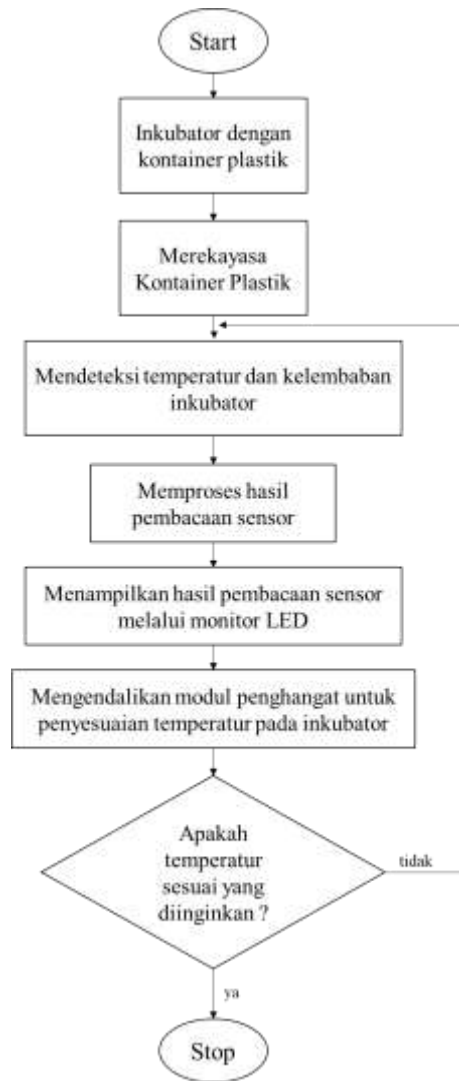 Start
Inkubator dengan
kontainer plastik
Merekayasa
Kontainer Plastik
Mendeteksi temperatur dan kelembaban
inkubator
Memproses hasil
pembacaan sensor
Menampilkan hasil pembacaan sensor
melalui monitor LED
Mengendalikan modul penghangat untuk
penyesuaian temperatur pada inkubator
Apakah
temperatur
sesuai yang
diinginkan ?
tidak
ya
Stop